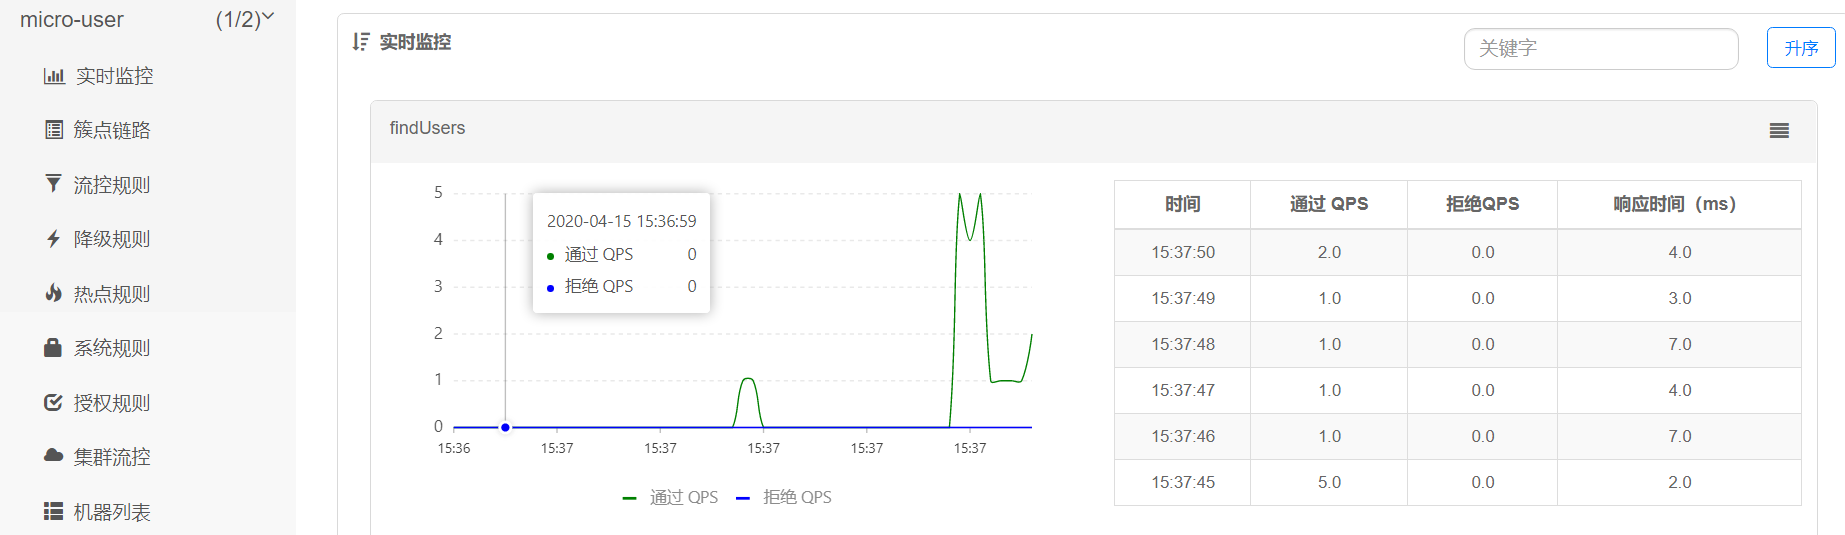 micro-user (1/2)
实时监控
簇点链路
流控规则
降级规则
热点规则
系统规则
授权规则
集群流控
机器列表
实时监控
关键字
升序
findUsers
5
4
3
2
1
0
15:36 15:37 15:37 15:37 15:37 15:37
2020-04-15 15:36:59
通过 QPS 0
拒绝 QPS 0
通过 QPS 拒绝 QPS
时间 通过 QPS 拒绝QPS 响应时间（ms）
15:37:50 2.0 0.0 4.0
15:37:49 1.0 0.0 3.0
15:37:48 1.0 0.0 7.0
15:37:47 1.0 0.0 4.0
15:37:46 1.0 0.0 7.0
15:37:45 5.0 0.0 2.0